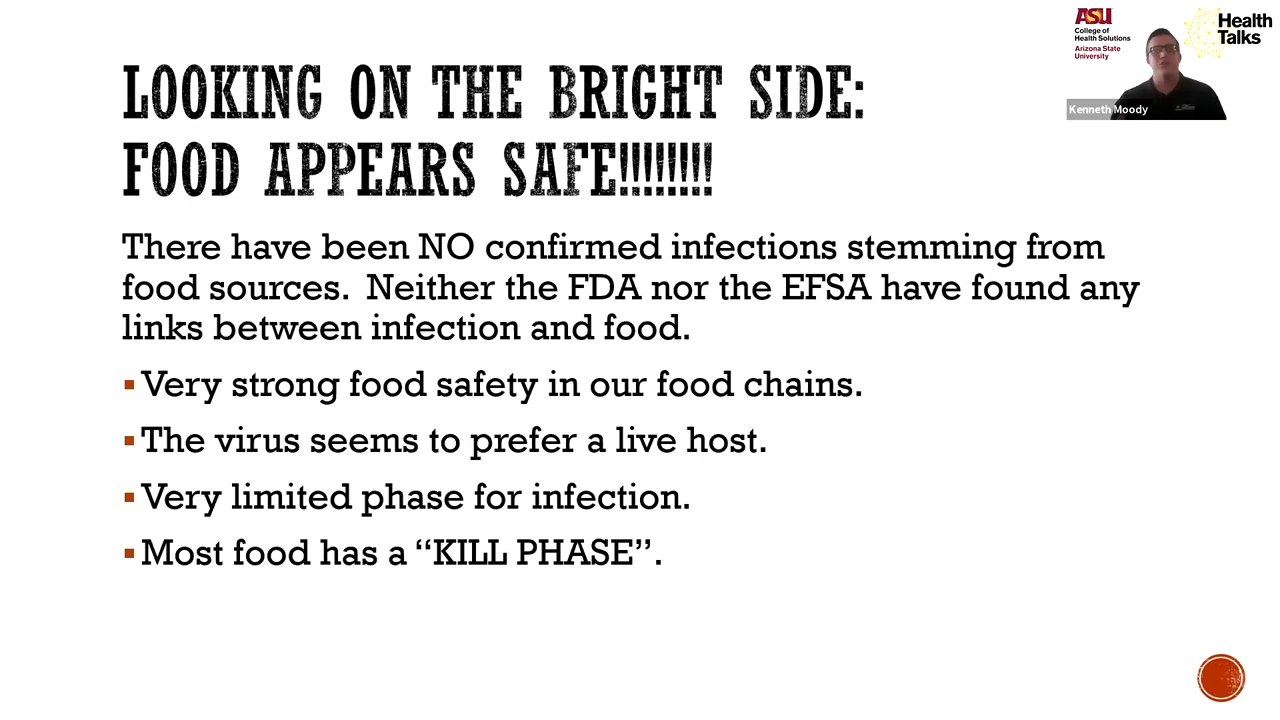 ASU
College of
Health Solutions
Arizona State
University
Health
Talks
Kenneth Moody
LOOKING ON THE BRIGHT SIDE:
FOOD APPEARS SAFE!!!!!!!!
There have been NO confirmed infections stemming from
food sources.  Neither the FDA nor the EFSA have found any
links between infection and food.
▪ Very strong food safety in our food chains.
▪ The virus seems to prefer a live host.
▪ Very limited phase for infection.
▪ Most food has a “KILL PHASE”.